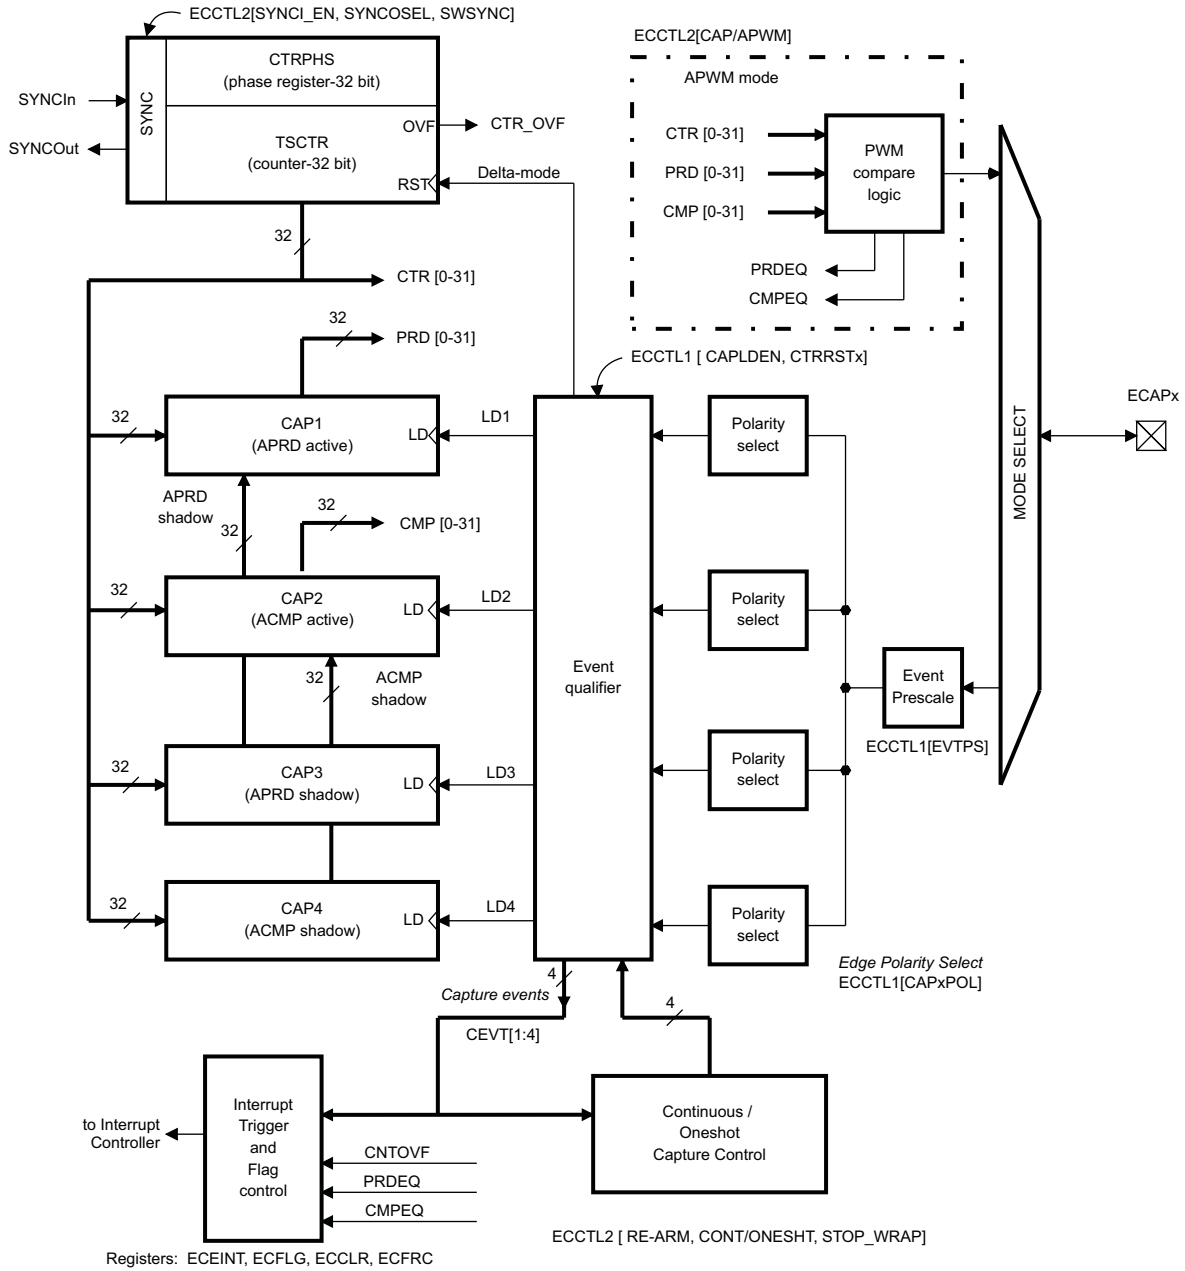 ECCTL2[SYNCI_EN, SYNCOSEL, SWSYNC]
SYNC
CTRPHS
(phase register-32 bit)
SYNCIn
SYNCOut
TSCTR
(counter-32 bit)
OVF
RST
CTR_OVF
Delta-mode
ECCTL2[CAP/APWM]
APWM mode
CTR [0-31]
PRD [0-31]
CMP [0-31]
PWM
compare
logic
PRDEQ
CMPEQ
32
CTR [0-31]
32
PRD [0-31]
ECCTL1 [ CAPLDEN, CTRRSTx]
32
CAP1
(APRD active)
LD
LD1
Polarity
select
MODE SELECT
ECAPx
APRD
shadow
32
32
CMP [0-31]
32
CAP2
(ACMP active)
LD
LD2
Polarity
select
32
ACMP
shadow
Event
qualifier
Event
Prescale
ECCTL1[EVTPS]
32
CAP3
(APRD shadow)
LD
LD3
Polarity
select
32
CAP4
(ACMP shadow)
LD
LD4
Polarity
select
Edge Polarity Select
ECCTL1[CAPxPOL]
4
Capture events
CEVT[1:4]
4
to Interrupt
Controller
Interrupt
Trigger
and
Flag
control
CNTOVF
PRDEQ
CMPEQ
Continuous /
Oneshot
Capture Control
ECCTL2 [ RE-ARM, CONT/ONESHT, STOP_WRAP]
Registers: ECEINT, ECFLG, ECCLR, ECFRC